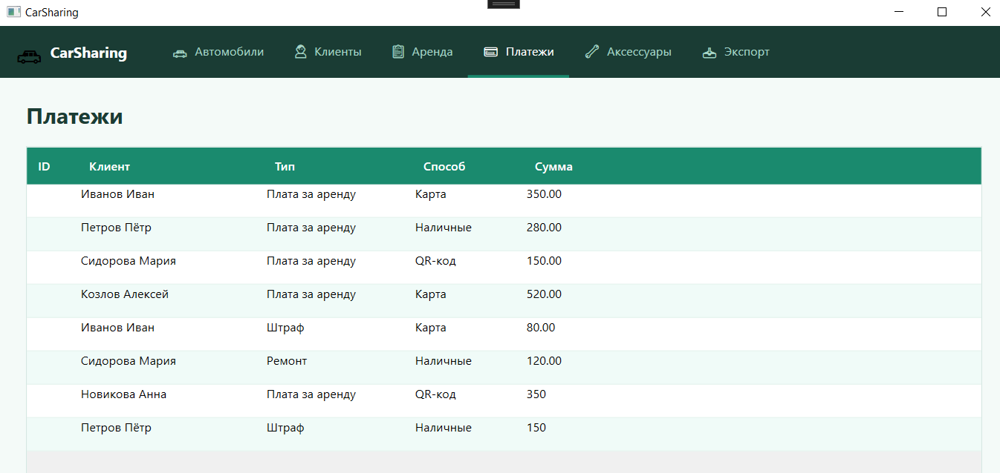 CarSharing
CarSharing Автомобили Клиенты Аренда Платежи Аксессуары Экспорт
Платежи
ID Клиент Тип Способ Сумма
Иванов Иван Плата за аренду Карта 350.00
Петров Пётр Плата за аренду Наличные 280.00
Сидорова Мария Плата за аренду QR-код 150.00
Козлов Алексей Плата за аренду Карта 520.00
Иванов Иван Штраф Карта 80.00
Сидорова Мария Ремонт Наличные 120.00
Новикова Анна Плата за аренду QR-код 350
Петров Пётр Штраф Наличные 150